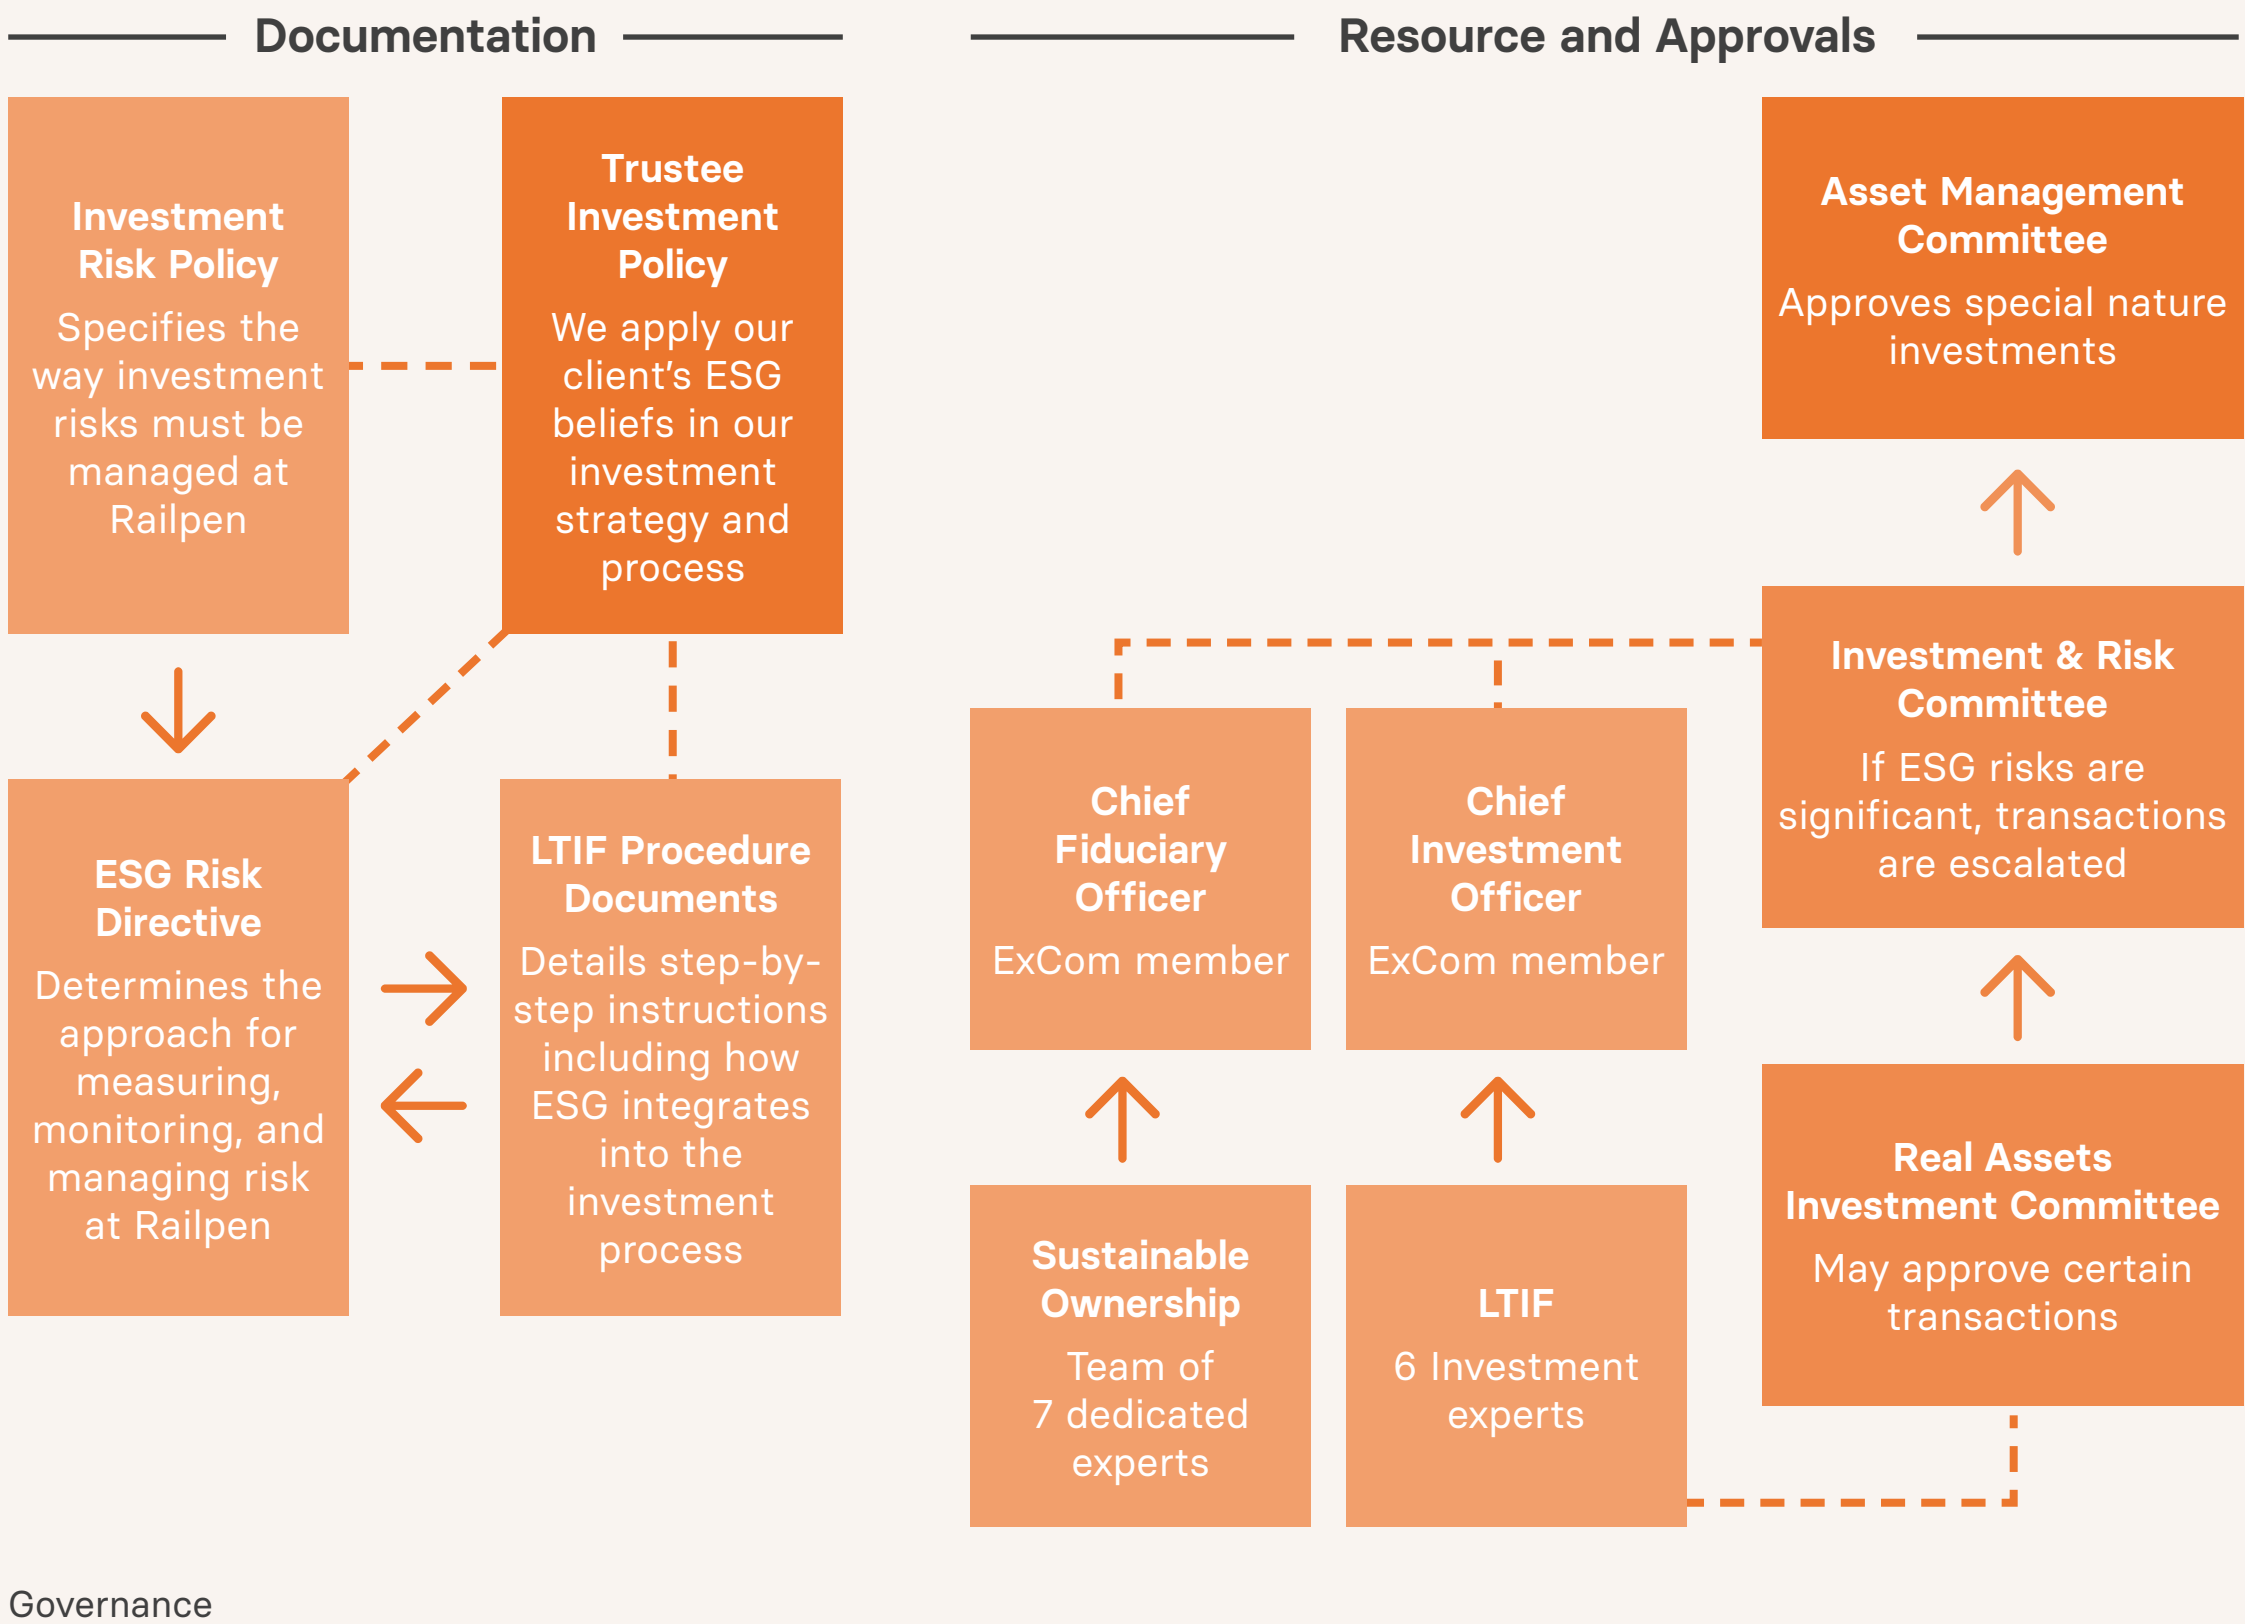 Documentation
Investment
Risk Policy
Specifies the
way investment
risks must be
managed at
Railpen
Trustee
Investment
Policy
We apply our
client’s ESG
beliefs in our
investment
strategy and
process
ESG Risk
Directive
Determines the
approach for
measuring,
monitoring, and
managing risk
at Railpen
LTIF Procedure
Documents
Details step-by-
step instructions
including how
ESG integrates
into the
investment
process
Resource and Approvals
Asset Management
Committee
Approves special nature
investments
Investment & Risk
Committee
If ESG risks are
significant, transactions
are escalated
Chief
Fiduciary
Officer
ExCom member
Chief
Investment
Officer
ExCom member
Real Assets
Investment Committee
May approve certain
transactions
Sustainable
Ownership
Team of
7 dedicated
experts
LTIF
6 Investment
experts
Governance